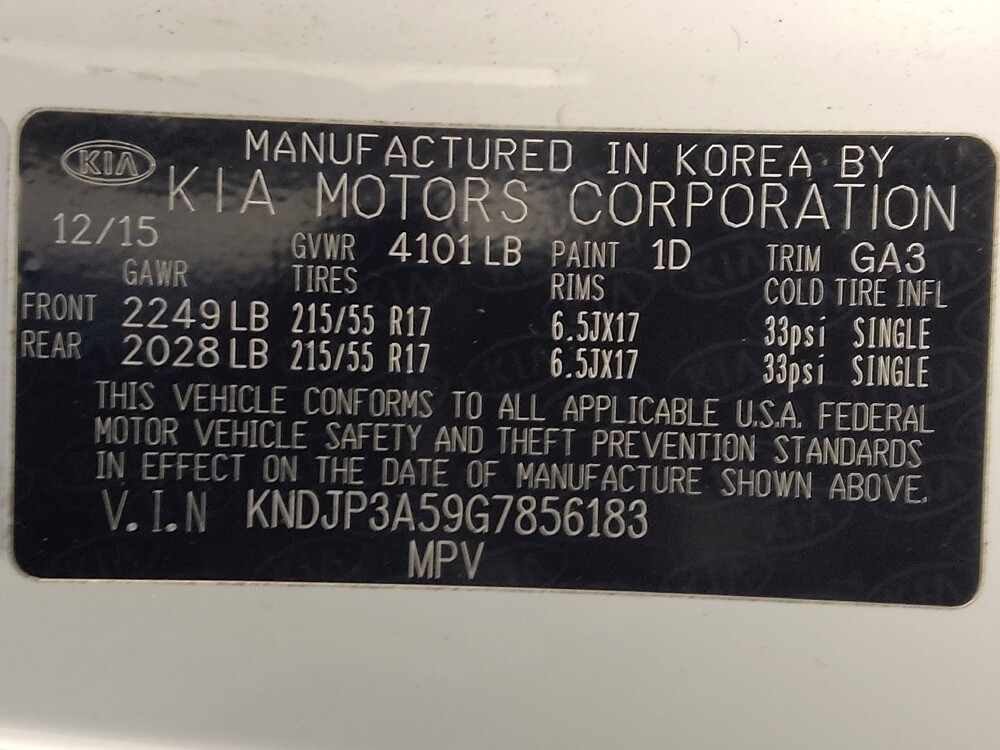 KIA MANUFACTURED IN KOREA BY
KIA MOTORS CORPORATION
12/15 GVWR 4101 LB PAINT 1D TRIM GA3
GAWR TIRES RIMS COLD TIRE INFL
FRONT 2249 LB 215/55 R17 6.5JX17 33psi SINGLE
REAR 2028 LB 215/55 R17 6.5JX17 33psi SINGLE
THIS VEHICLE CONFORMS TO ALL APPLICABLE U.S.A. FEDERAL
MOTOR VEHICLE SAFETY AND THEFT PREVENTION STANDARDS
IN EFFECT ON THE DATE OF MANUFACTURE SHOWN ABOVE.
V.I.N KNDJP3A59G7856183
MPV